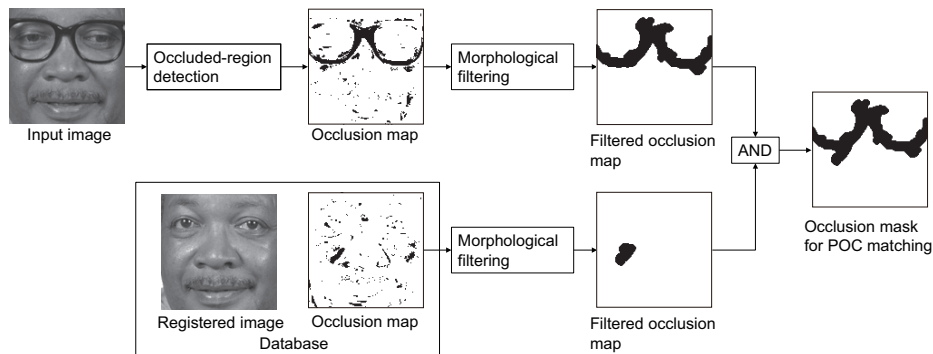 Input image
Occluded-region
detection
Occlusion map
Morphological
filtering
Filtered occlusion
map
AND
Occlusion mask
for POC matching
Registered image
Occlusion map
Database
Morphological
filtering
Filtered occlusion
map